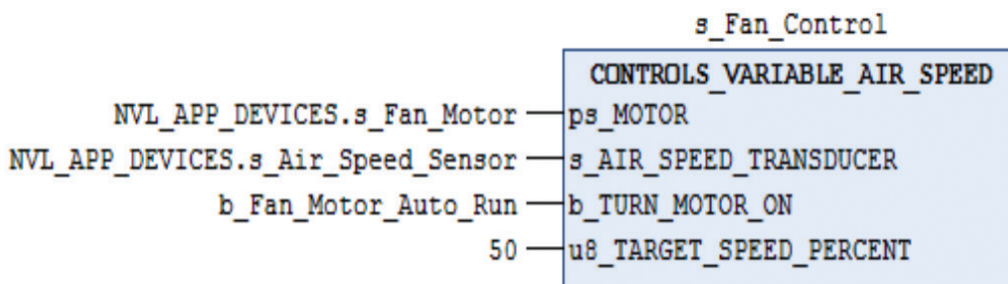 s_Fan_Control
CONTROLS_VARIABLE_AIR_SPEED
NVL_APP_DEVICES.s_Fan_Motor ps_MOTOR
NVL_APP_DEVICES.s_Air_Speed_Sensor s_AIR_SPEED_TRANSDUCER
b_Fan_Motor_Auto_Run b_TURN_MOTOR_ON
50 u8_TARGET_SPEED_PERCENT